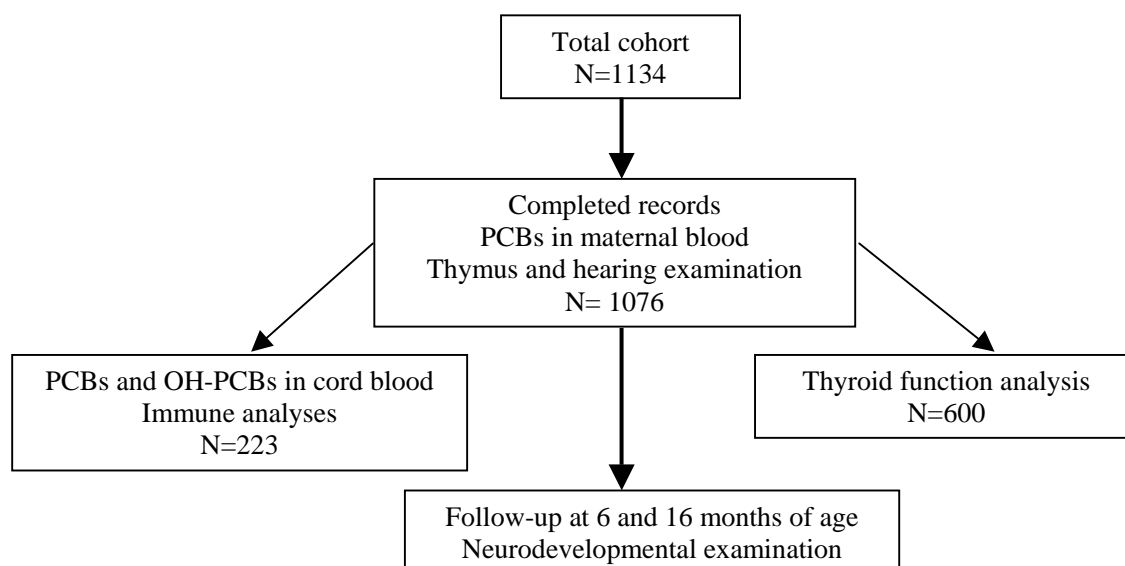 Total cohort
N=1134
Completed records
PCBs in maternal blood
Thymus and hearing examination
N= 1076
PCBs and OH-PCBs in cord blood
Immune analyses
N=223
Thyroid function analysis
N=600
Follow-up at 6 and 16 months of age
Neurodevelopmental examination